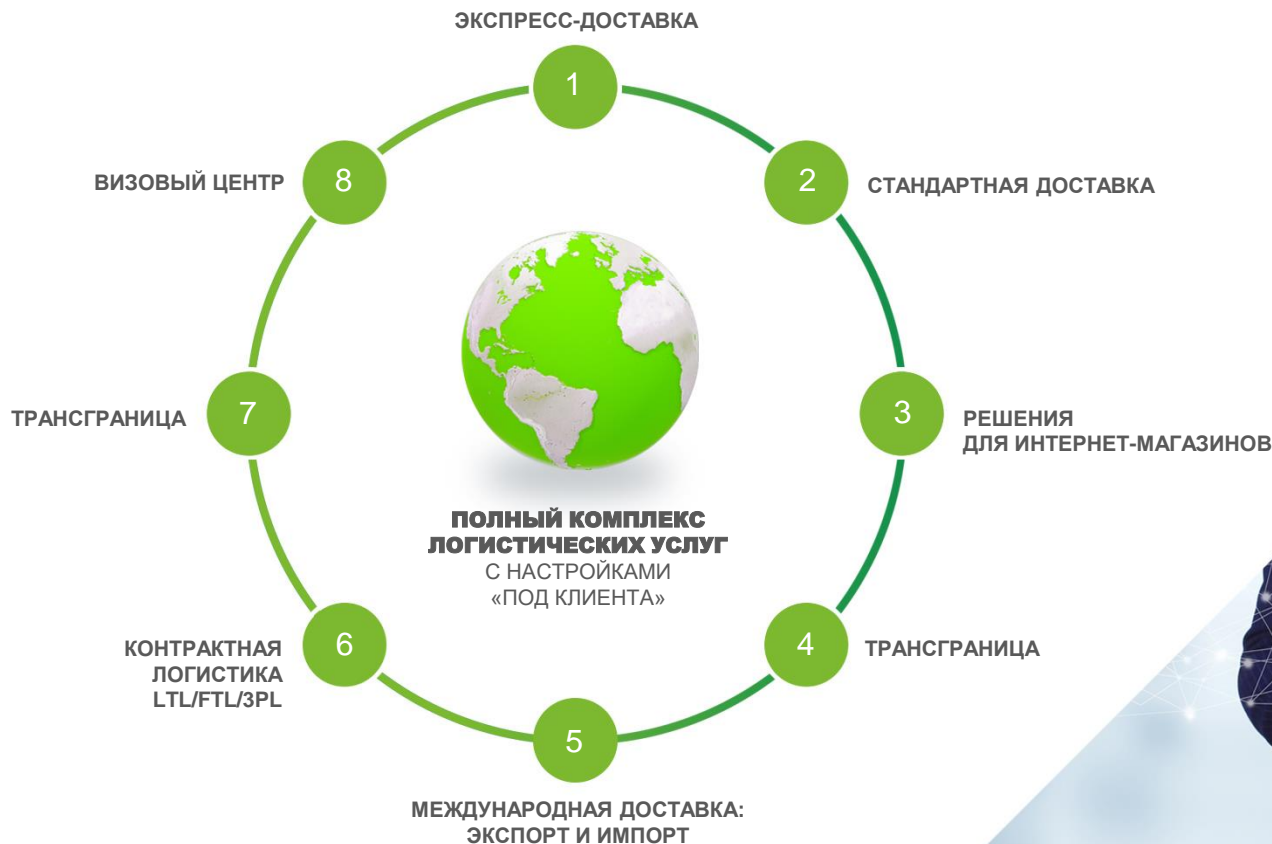 ЭКСПРЕСС-ДОСТАВКА
1
2
СТАНДАРТНАЯ ДОСТАВКА
3
РЕШЕНИЯ
ДЛЯ ИНТЕРНЕТ-МАГАЗИНОВ
4
ТРАНСГРАНИЦА
5
МЕЖДУНАРОДНАЯ ДОСТАВКА:
ЭКСПОРТ И ИМПОРТ
6
КОНТРАКТНАЯ
ЛОГИСТИКА
LTL/FTL/3PL
7
ТРАНСГРАНИЦА
8
ВИЗОВЫЙ ЦЕНТР
ПОЛНЫЙ КОМПЛЕКС
ЛОГИСТИЧЕСКИХ УСЛУГ
С НАСТРОЙКАМИ
«ПОД КЛИЕНТА»